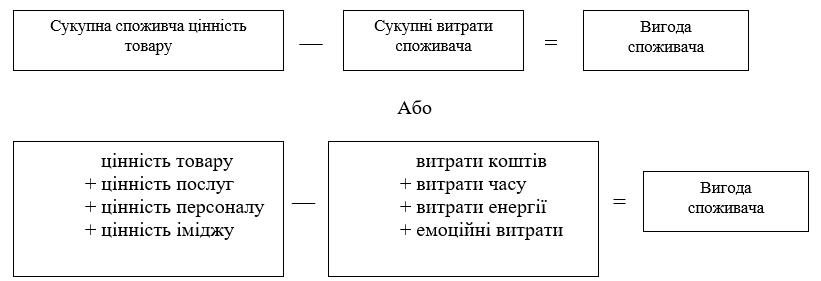 Сукупна споживча цінність
товару
—
Сукупні витрати
споживача
=
Вигода
споживача
Або
цінність товару
+ цінність послуг
+ цінність персоналу
+ цінність іміджу
—
витрати коштів
+ витрати часу
+ витрати енергії
+ емоційні витрати
=
Вигода
споживача